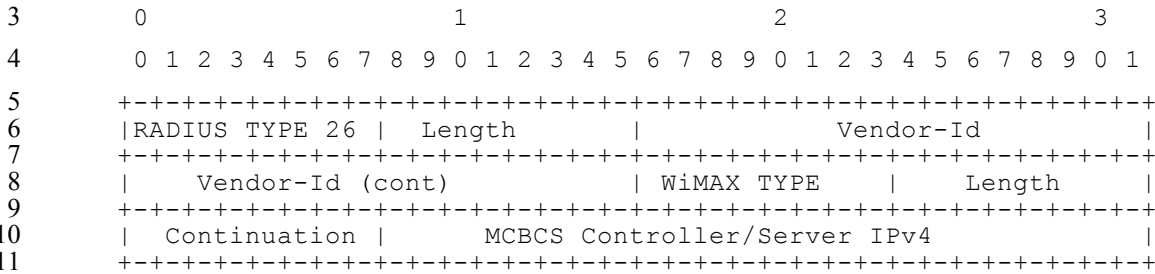 3 0                   1                   2                   3
4 0 1 2 3 4 5 6 7 8 9 0 1 2 3 4 5 6 7 8 9 0 1 2 3 4 5 6 7 8 9 0 1
5 +-+-+-+-+-+-+-+-+-+-+-+-+-+-+-+-+-+-+-+-+-+-+-+-+-+-+-+-+-+-+-+-+
6 |RADIUS TYPE 26 |  Length       |            Vendor-Id          |
7 +-+-+-+-+-+-+-+-+-+-+-+-+-+-+-+-+-+-+-+-+-+-+-+-+-+-+-+-+-+-+-+-+
8 |    Vendor-Id (cont)           | WiMAX TYPE    |    Length     |
9 +-+-+-+-+-+-+-+-+-+-+-+-+-+-+-+-+-+-+-+-+-+-+-+-+-+-+-+-+-+-+-+-+
10 |  Continuation |      MCBCS Controller/Server IPv4             |
11 +-+-+-+-+-+-+-+-+-+-+-+-+-+-+-+-+-+-+-+-+-+-+-+-+-+-+-+-+-+-+-+-+